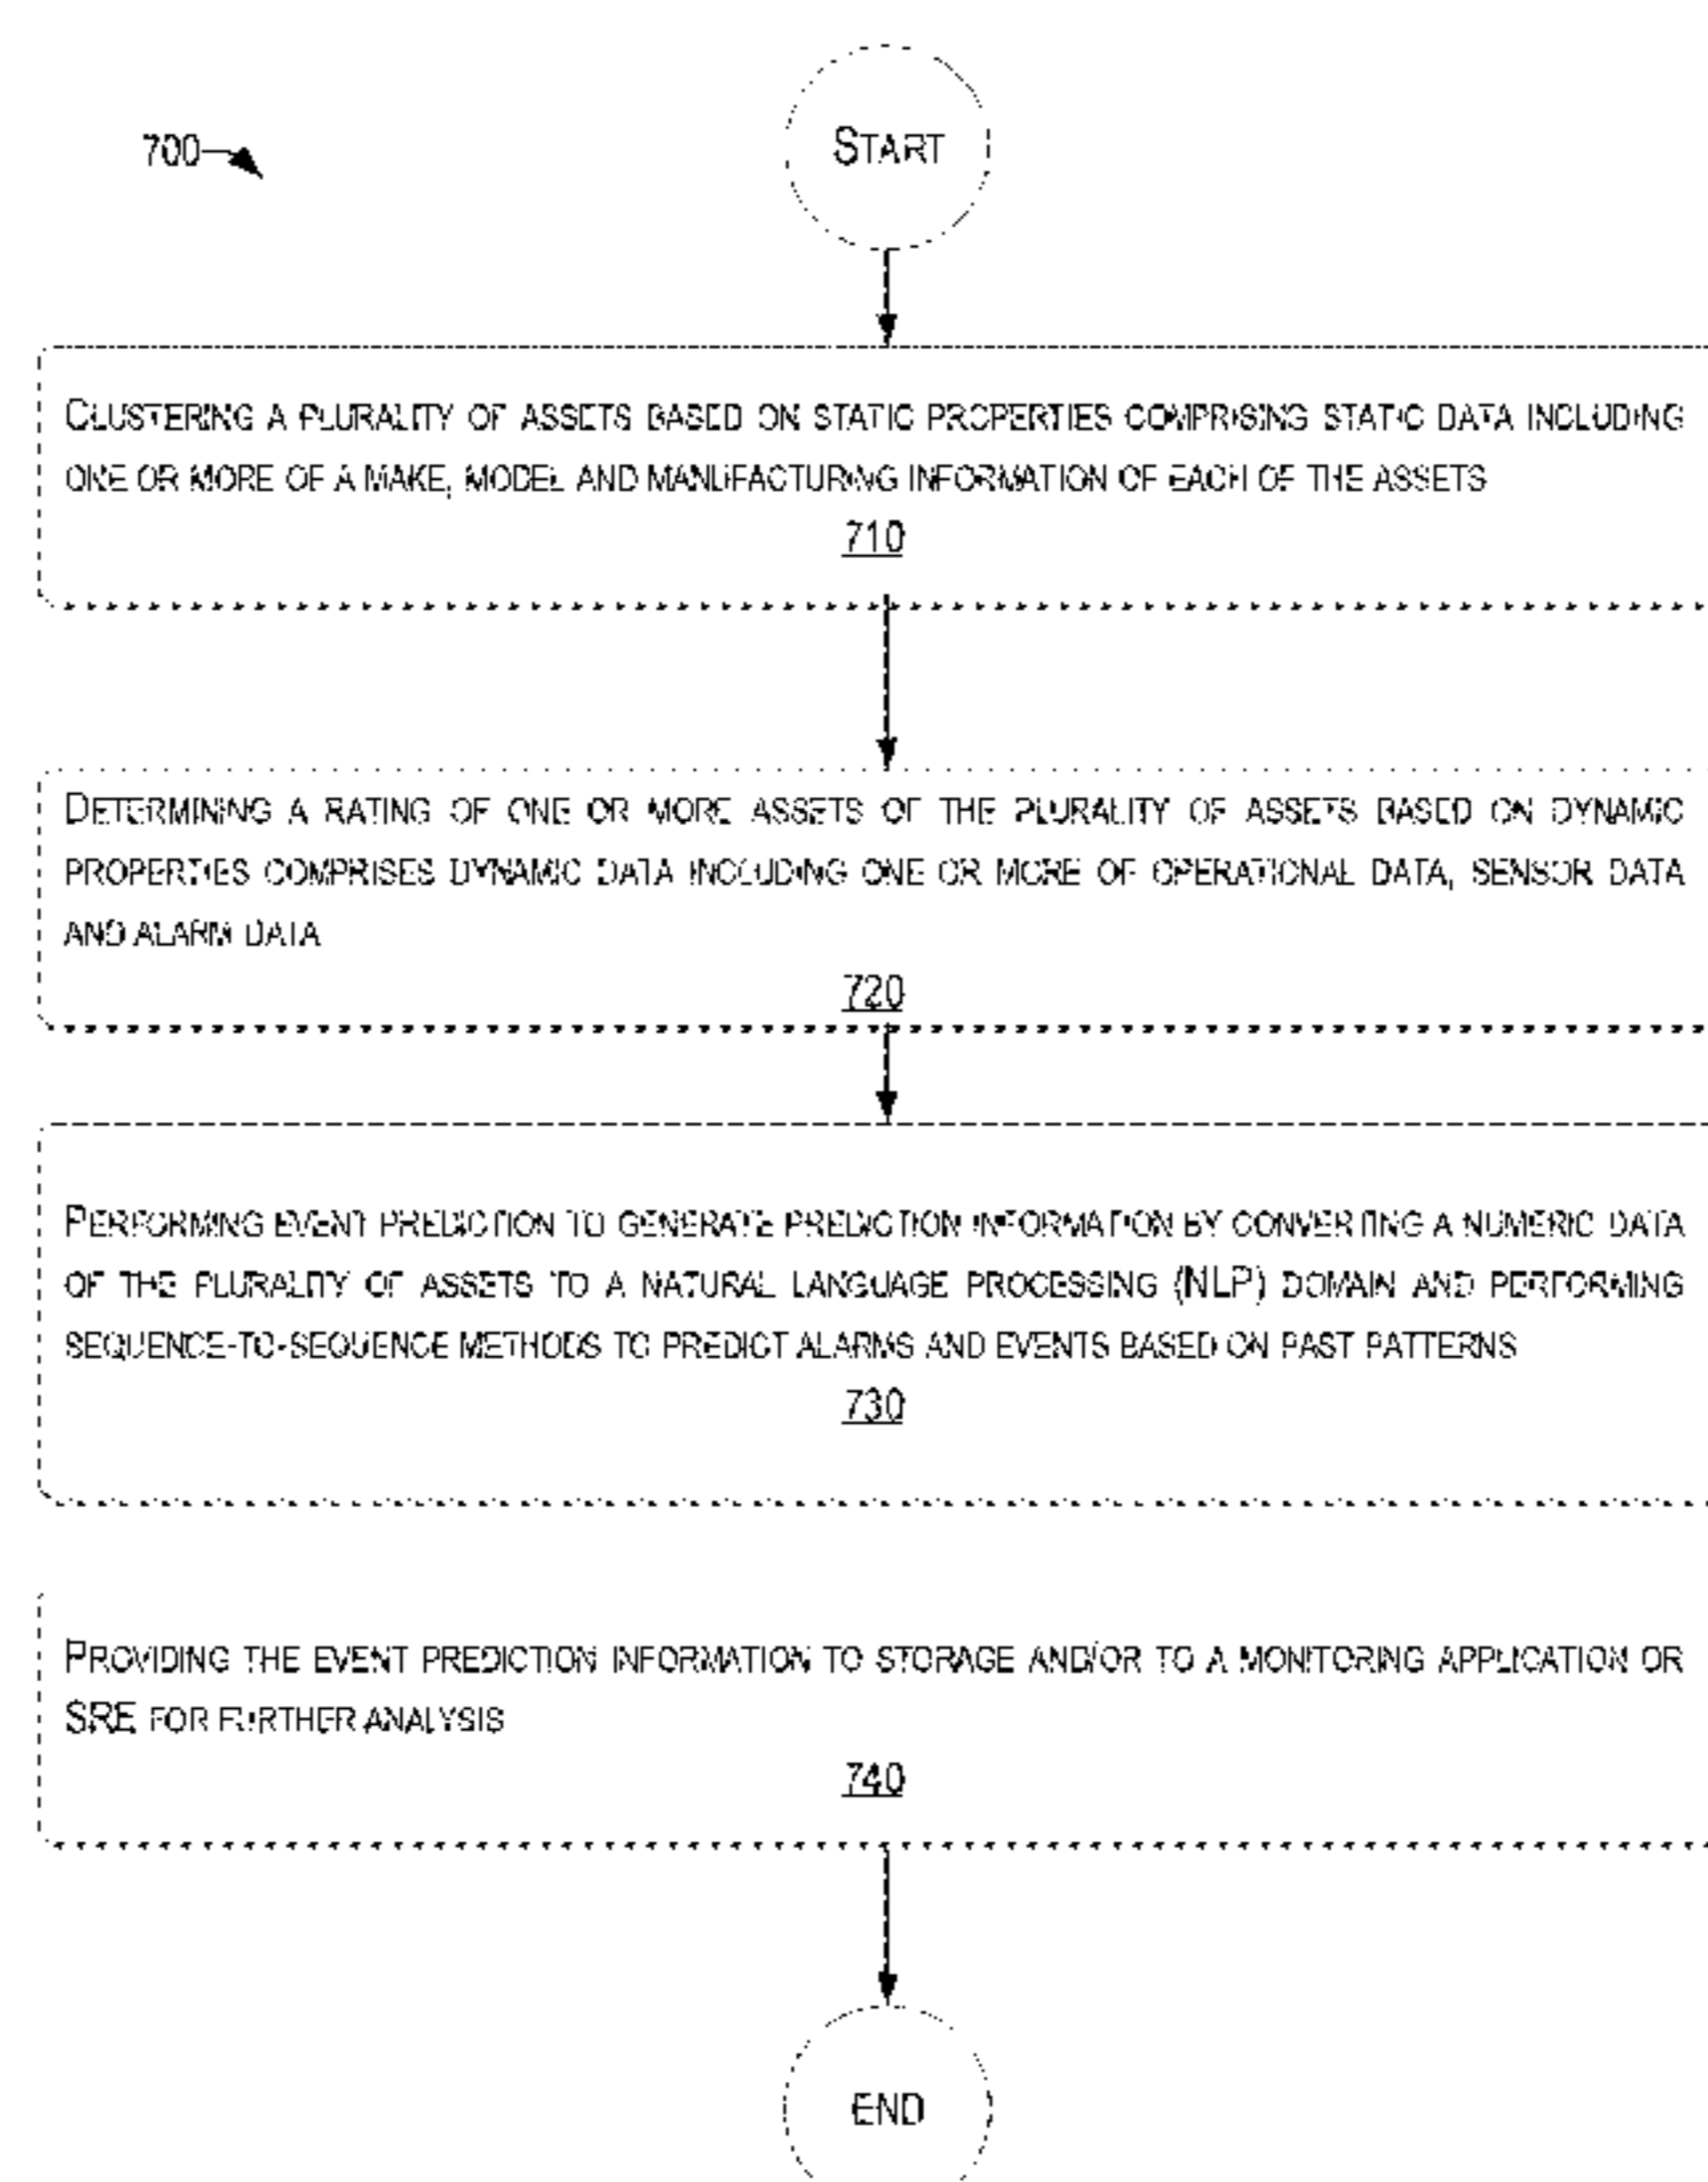 700
START
CLUSTERING A PLURALITY OF ASSETS BASED ON STATIC PROPERTIES COMPRISING STATIC DATA INCLUDING
ONE OR MORE OF A MAKE, MODEL AND MANUFACTURING INFORMATION OF EACH OF THE ASSETS
710
DETERMINING A RATING OF ONE OR MORE ASSETS OF THE PLURALITY OF ASSETS BASED ON DYNAMIC
PROPERTIES COMPRISES DYNAMIC DATA INCLUDING ONE OR MORE OF OPERATIONAL DATA, SENSOR DATA
AND ALARM DATA
720
PERFORMING EVENT PREDICTION TO GENERATE PREDICTION INFORMATION BY CONVERTING A NUMERIC DATA
OF THE PLURALITY OF ASSETS TO A NATURAL LANGUAGE PROCESSING (NLP) DOMAIN AND PERFORMING
SEQUENCE-TO-SEQUENCE METHODS TO PREDICT ALARMS AND EVENTS BASED ON PAST PATTERNS
730
PROVIDING THE EVENT PREDICTION INFORMATION TO STORAGE AND/OR TO A MONITORING APPLICATION OR
SRE FOR FURTHER ANALYSIS
740
END